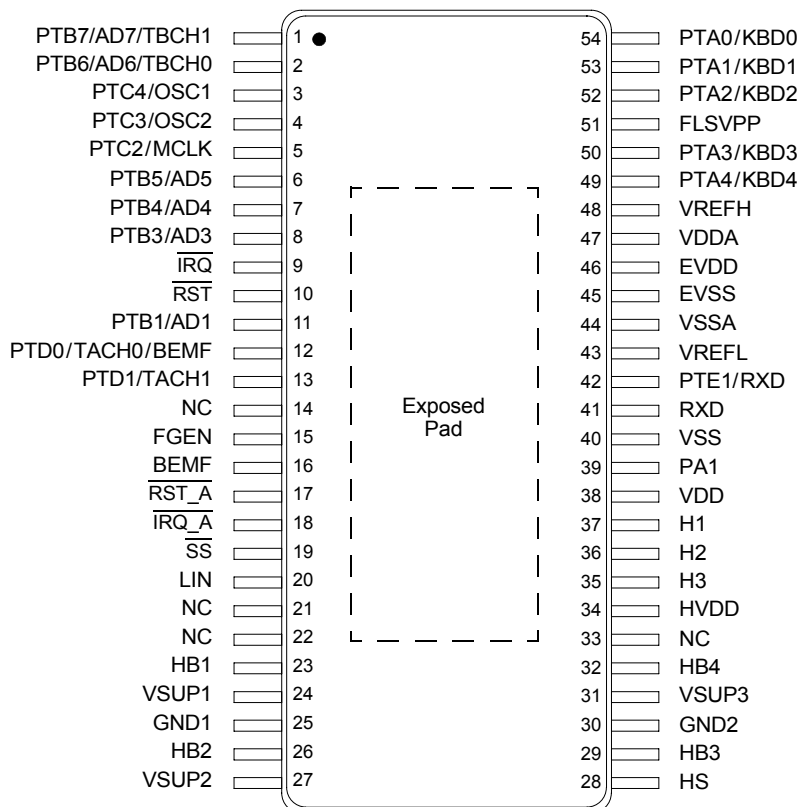 PTB7/AD7/TBCH1 1 54 PTA0/KBD0
PTB6/AD6/TBCH0 2 53 PTA1/KBD1
PTC4/OSC1 3 52 PTA2/KBD2
PTC3/OSC2 4 51 FLSVPP
PTC2/MCLK 5 50 PTA3/KBD3
PTB5/AD5 6 49 PTA4/KBD4
PTB4/AD4 7 48 VREFH
PTB3/AD3 8 47 VDDA
IRQ 9 46 EVDD
RST 10 45 EVSS
PTB1/AD1 11 44 VSSA
PTD0/TACH0/BEMF 12 43 VREFL
PTD1/TACH1 13 42 PTE1/RXD
NC 14 Exposed 41 RXD
FGEN 15 Pad 40 VSS
BEMF 16 39 PA1
RST_A 17 38 VDD
IRQ_A 18 37 H1
SS 19 36 H2
LIN 20 35 H3
NC 21 34 HVDD
NC 22 33 NC
HB1 23 32 HB4
VSUP1 24 31 VSUP3
GND1 25 30 GND2
HB2 26 29 HB3
VSUP2 27 28 HS